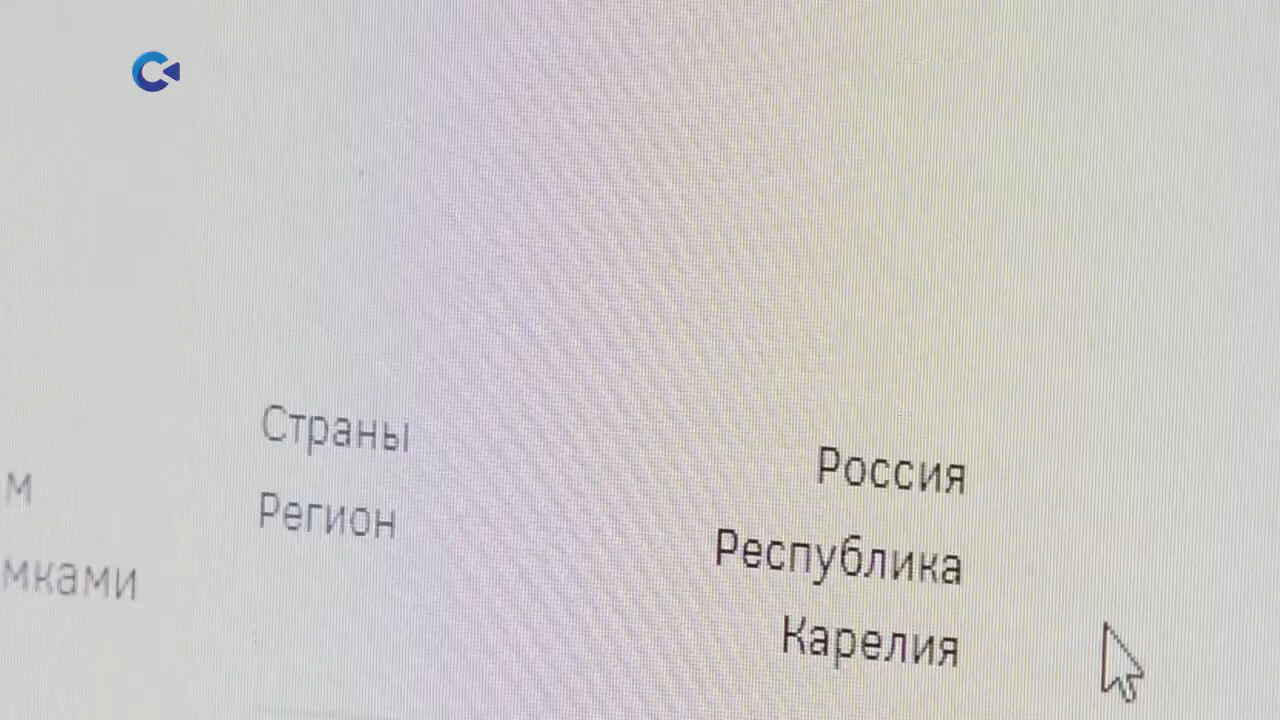 Страны
Россия
м
Регион
Республика
мками
Карелия